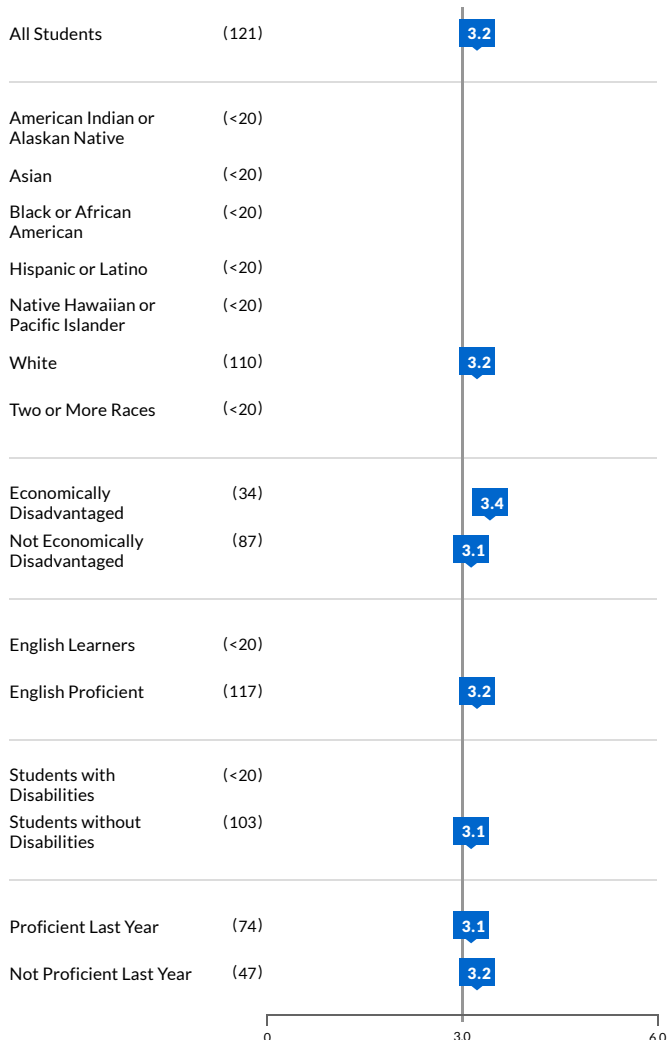 All Students (121) 3.2
American Indian or (<20)
Alaskan Native
Asian (<20)
Black or African (<20)
American
Hispanic or Latino (<20)
Native Hawaiian or (<20)
Pacific Islander
White (110) 3.2
Two or More Races (<20)
Economically (34) 3.4
Disadvantaged
Not Economically (87) 3.1
Disadvantaged
English Learners (<20)
English Proficient (117) 3.2
Students with (<20)
Disabilities
Students without (103) 3.1
Disabilities
Proficient Last Year (74) 3.1
Not Proficient Last Year (47) 3.2
0 3.0 6.0